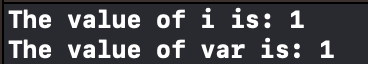 The value of i is: 1
The value of var is: 1